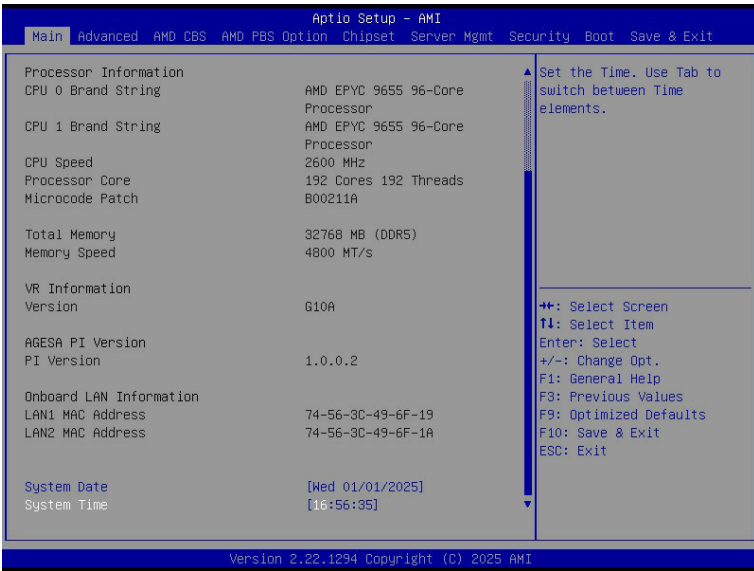 Aptio Setup - AMI
Main Advanced AMD CBS AMD PBS Option Chipset Server Mgmt Security Boot Save & Exit
Processor Information
CPU 0 Brand String AMD EPYC 9655 96-Core
Processor
CPU 1 Brand String AMD EPYC 9655 96-Core
Processor
CPU Speed 2600 MHz
Processor Core 192 Cores 192 Threads
Microcode Patch B00211A
Total Memory 32768 MB (DDR5)
Memory Speed 4800 MT/s
VR Information
Version G10A
AGESA PI Version
PI Version 1.0.0.2
Onboard LAN Information
LAN1 MAC Address 74-56-3C-49-6F-19
LAN2 MAC Address 74-56-3C-49-6F-1A
System Date [Wed 01/01/2025]
System Time [16:56:35]
Set the Time. Use Tab to
switch between Time
elements.
→←: Select Screen
↑↓: Select Item
Enter: Select
+/-: Change Opt.
F1: General Help
F3: Previous Values
F9: Optimized Defaults
F10: Save & Exit
ESC: Exit
Version 2.22.1294 Copyright (C) 2025 AMI